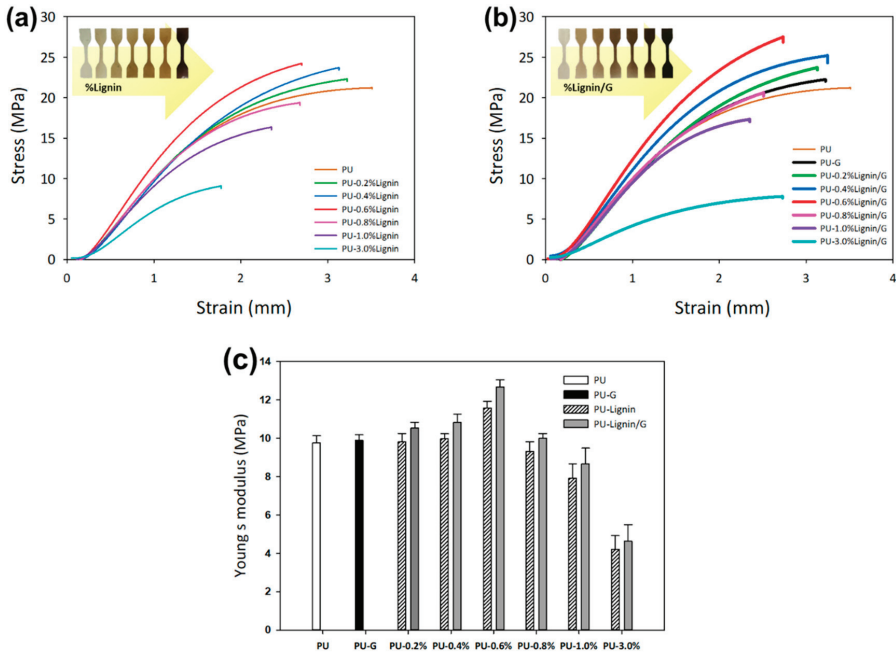 (a)
30
25
20
15
10
5
0
Stress (MPa)
%Lignin
PU
PU-0.2%Lignin
PU-0.4%Lignin
PU-0.6%Lignin
PU-0.8%Lignin
PU-1.0%Lignin
PU-3.0%Lignin
0 1 2 3 4
Strain (mm)
(b)
30
25
20
15
10
5
0
Stress (MPa)
%Lignin/G
PU
PU-G
PU-0.2%Lignin/G
PU-0.4%Lignin/G
PU-0.6%Lignin/G
PU-0.8%Lignin/G
PU-1.0%Lignin/G
PU-3.0%Lignin/G
0 1 2 3 4
Strain (mm)
(c)
14
12
10
8
6
4
2
0
Young s modulus (MPa)
PU
PU-G
PU-Lignin
PU-Lignin/G
PU PU-G PU-0.2% PU-0.4% PU-0.6% PU-0.8% PU-1.0% PU-3.0%